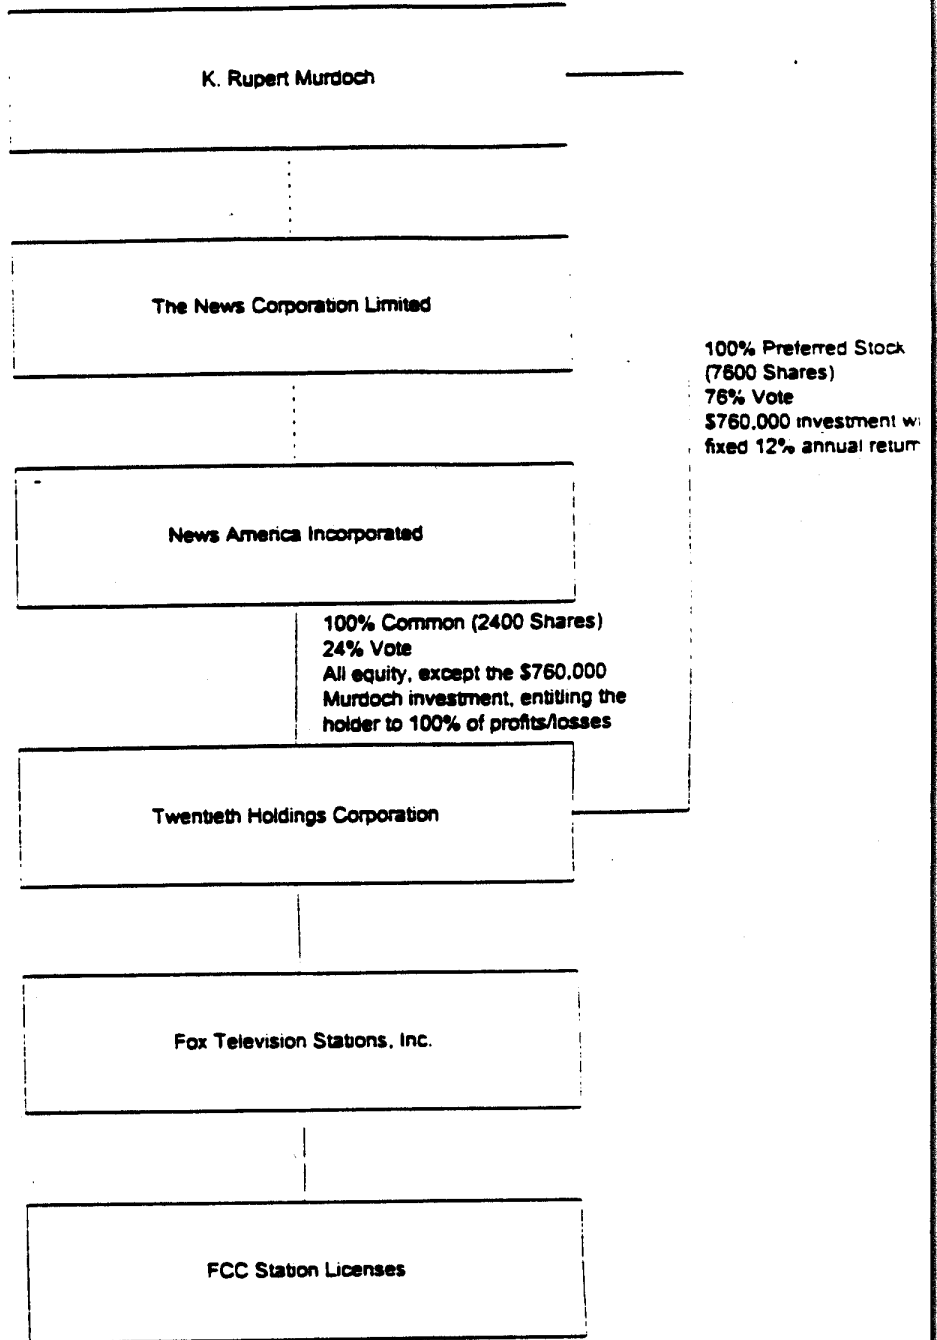 K. Rupert Murdoch
The News Corporation Limited
100% Preferred Stock
(7600 Shares)
76% Vote
$760,000 investment w
fixed 12% annual return
News America Incorporated
100% Common (2400 Shares)
24% Vote
All equity, except the $760,000
Murdoch investment, entitling the
holder to 100% of profits/losses
Twentieth Holdings Corporation
Fox Television Stations, Inc.
FCC Station Licenses